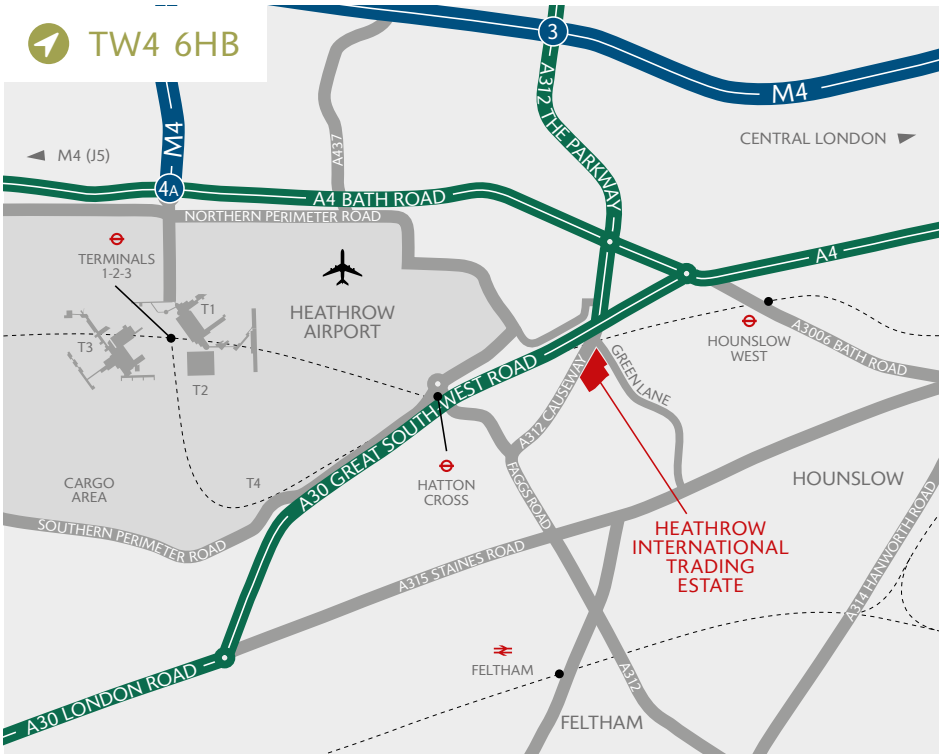 TW4 6HB
3
M4
M4
A312 THE PARKWAY
A437
CENTRAL LONDON
M4 (J5)
4A
A4 BATH ROAD
NORTHERN PERIMETER ROAD
A4
TERMINALS
1-2-3
HEATHROW
AIRPORT
T1
T3
T2
HOUNSLOW
WEST
A3006 BATH ROAD
GREEN LANE
A312 CAUSEWAY
A30 GREAT SOUTH-WEST ROAD
CARGO
AREA
T4
HATTON
CROSS
FAGGS ROAD
HOUNSLOW
SOUTHERN PERIMETER ROAD
HEATHROW
INTERNATIONAL
TRADING
ESTATE
A315 STAINES ROAD
A314 HANWORTH ROAD
FELTHAM
A312
A30 LONDON ROAD
FELTHAM